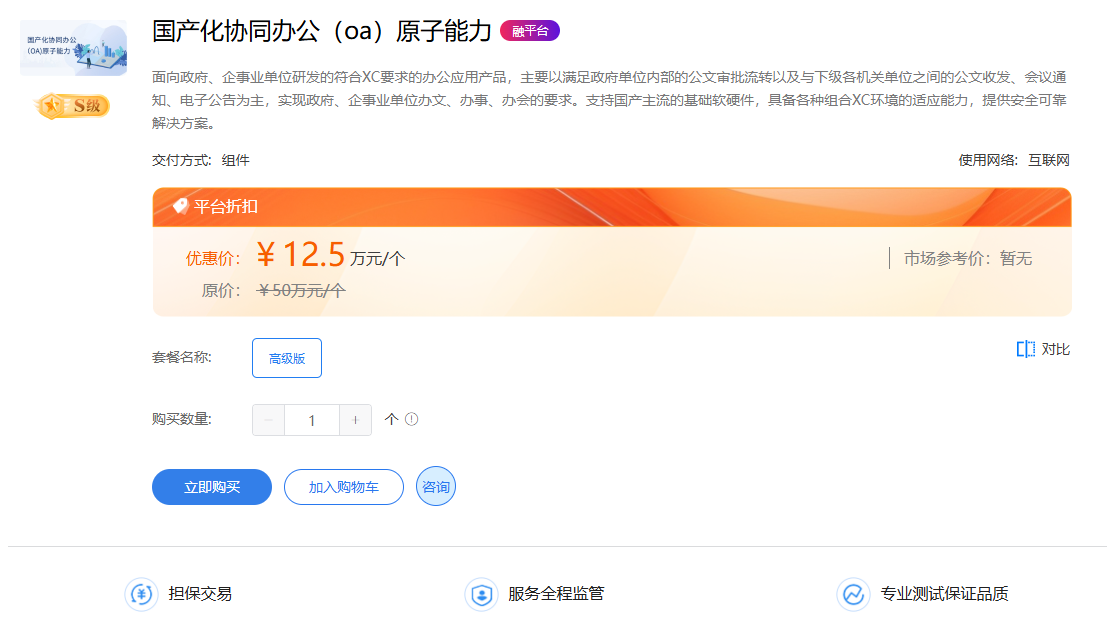 国产化协同办公
(OA)原子能力
S级
国产化协同办公（oa）原子能力 融平台
面向政府、企事业单位研发的符合XC要求的办公应用产品，主要以满足政府单位内部的公文审批流转以及与下级各机关单位之间的公文收发、会议通
知、电子公告为主，实现政府、企事业单位办文、办事、办会的要求。支持国产主流的基础软硬件，具备各种组合XC环境的适应能力，提供安全可靠
解决方案。
交付方式: 组件 使用网络: 互联网
平台折扣
优惠价: ￥12.5 万元/个 市场参考价: 暂无
原价: ￥50万元/个
套餐名称: 高级版 对比
购买数量: − 1 + 个
立即购买 加入购物车 咨询
担保交易 服务全程监管 专业测试保证品质